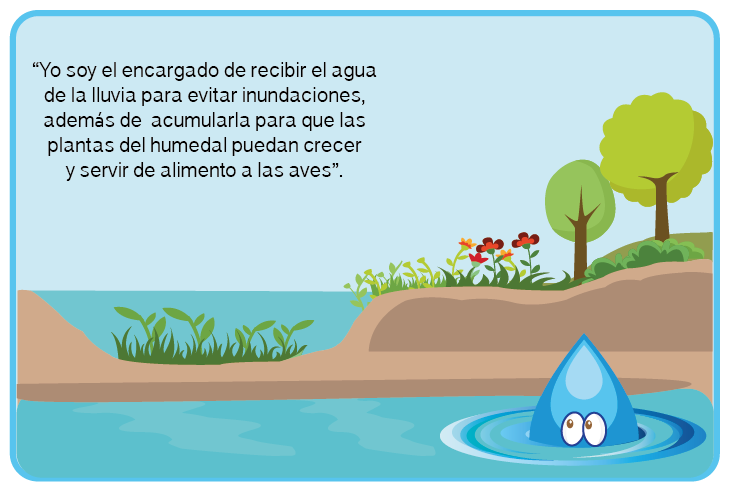 “Yo soy el encargado de recibir el agua
de la lluvia para evitar inundaciones,
además de acumularla para que las
plantas del humedal puedan crecer
y servir de alimento a las aves”.